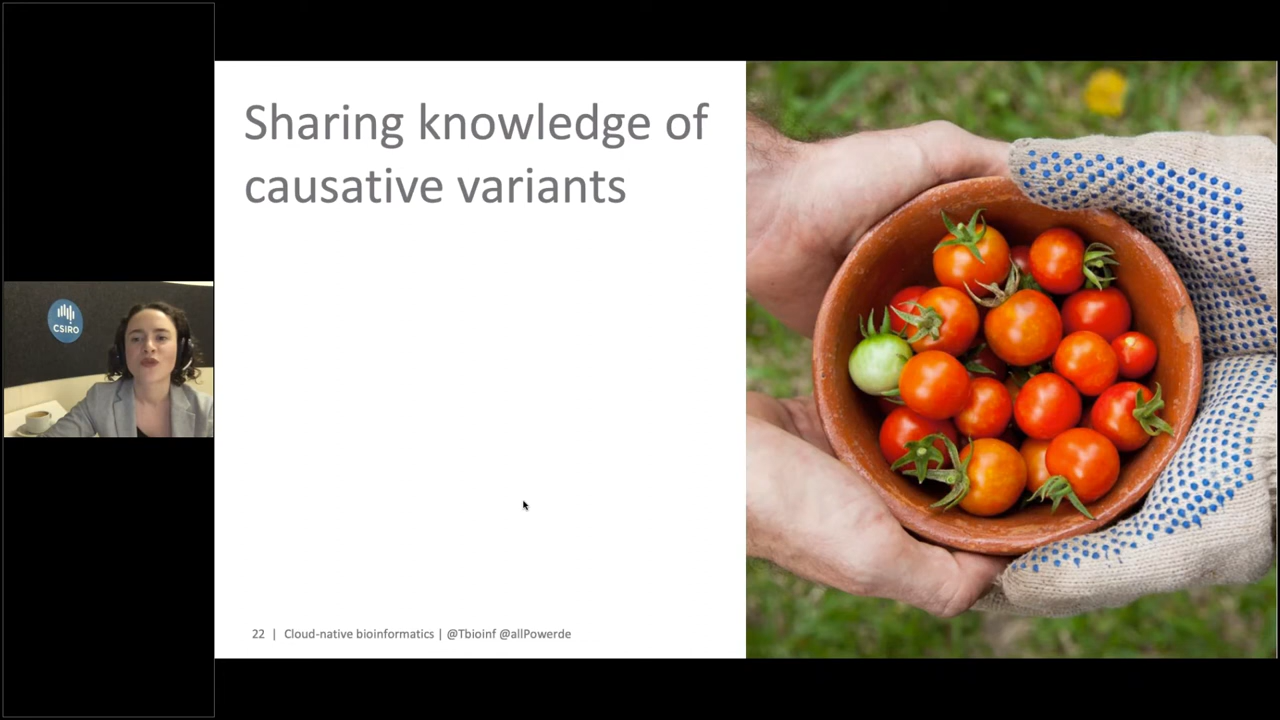 Sharing knowledge of
causative variants
CSIRO
22 | Cloud-native bioinformatics | @Tbioinf @allPowerde